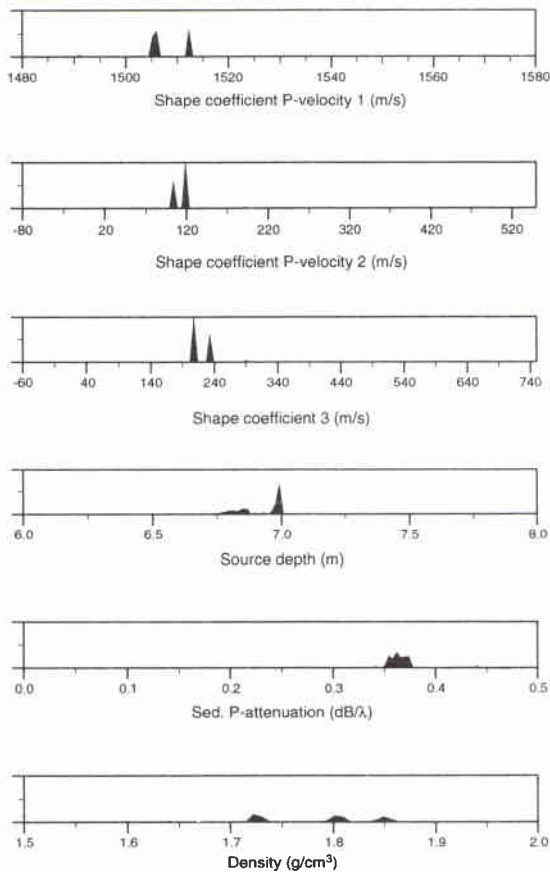 1480 1500 1520 1540 1560 1580
Shape coefficient P-velocity 1 (m/s)
-80 20 120 220 320 420 520
Shape coefficient P-velocity 2 (m/s)
-60 40 140 240 340 440 540 640 740
Shape coefficient 3 (m/s)
6.0 6.5 7.0 7.5 8.0
Source depth (m)
0.0 0.1 0.2 0.3 0.4 0.5
Sed. P-attenuation (dB/λ)
1.5 1.6 1.7 1.8 1.9 2.0
Density (g/cm³)